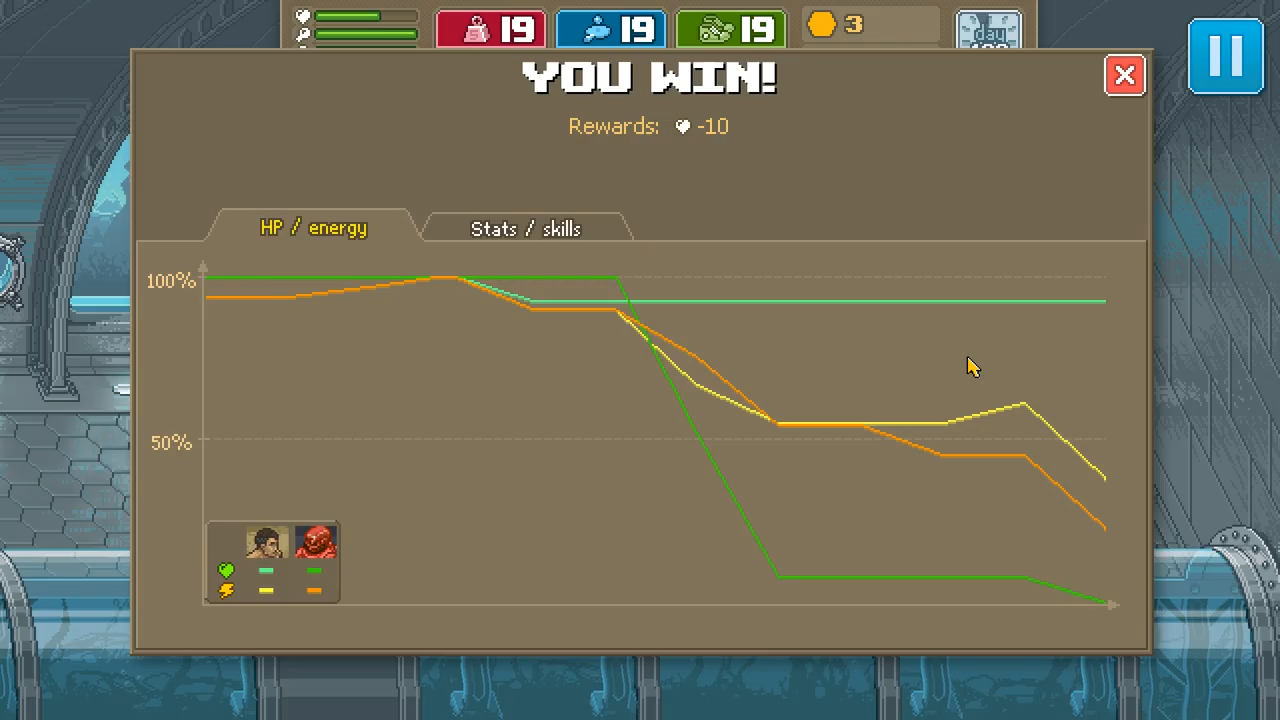 19 19 19 3 day
YOU WIN!
Rewards: -10
HP / energy Stats / skills
100%
50%